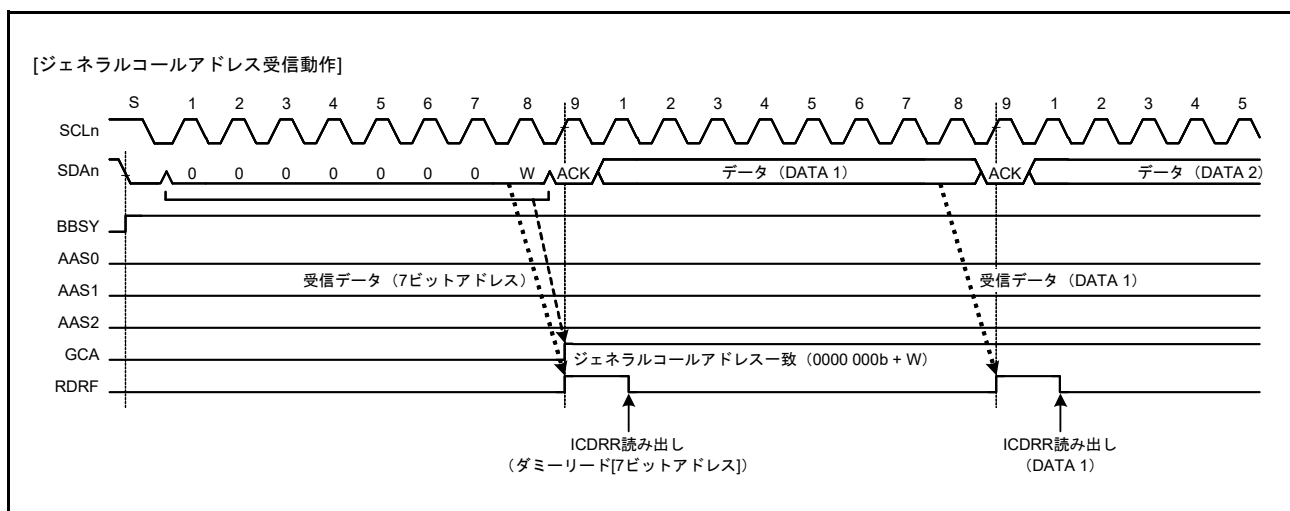 [ジェネラルコールアドレス受信動作]
S 1 2 3 4 5 6 7 8 9 1 2 3 4 5 6 7 8 9 1 2 3 4 5
SCLn
SDAn 0 0 0 0 0 0 0 W ACK データ（DATA 1） ACK データ（DATA 2）
BBSY
AAS0
受信データ（7ビットアドレス） 受信データ（DATA 1）
AAS1
AAS2
GCA ジェネラルコールアドレス一致（0000 000b + W）
RDRF
ICDRR読み出し
（ダミーリード[7ビットアドレス]）
ICDRR読み出し
（DATA 1）